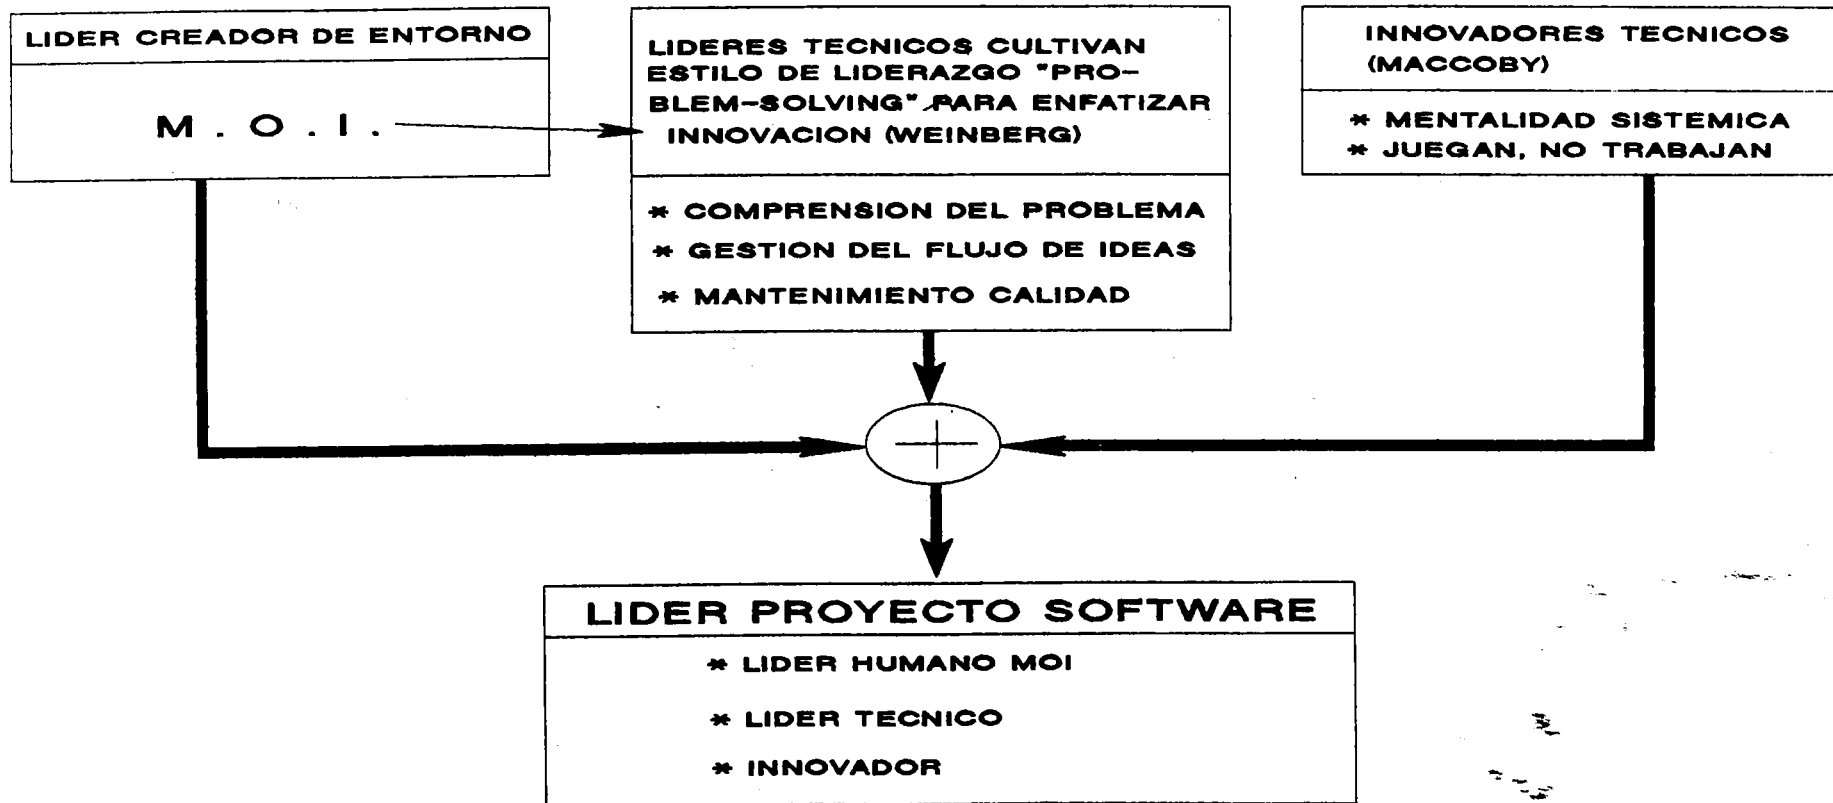 LIDER CREADOR DE ENTORNO
M.O.I.
LIDERES TECNICOS CULTIVAN
ESTILO DE LIDERAZGO "PRO-
BLEM-SOLVING" PARA ENFATIZAR
INNOVACION (WEINBERG)
* COMPRENSION DEL PROBLEMA
* GESTION DEL FLUJO DE IDEAS
* MANTENIMIENTO CALIDAD
INNOVADORES TECNICOS
(MACCOBY)
* MENTALIDAD SISTEMICA
* JUEGAN, NO TRABAJAN
LIDER PROYECTO SOFTWARE
* LIDER HUMANO MOI
* LIDER TECNICO
* INNOVADOR